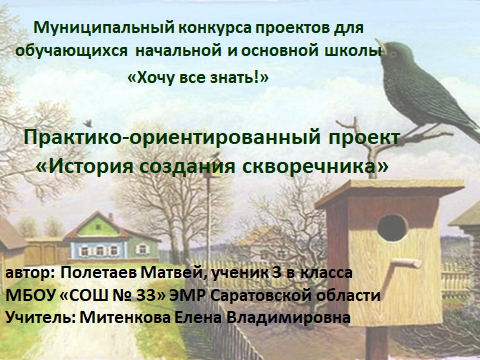 Муниципальный конкурса проектов для
обучающихся начальной и основной школы
«Хочу все знать!»
Практико-ориентированный проект
«История создания скворечника»
автор: Полетаев Матвей, ученик 3 в класса
МБОУ «СОШ № 33» ЭМР Саратовской области
Учитель: Митенкова Елена Владимировна